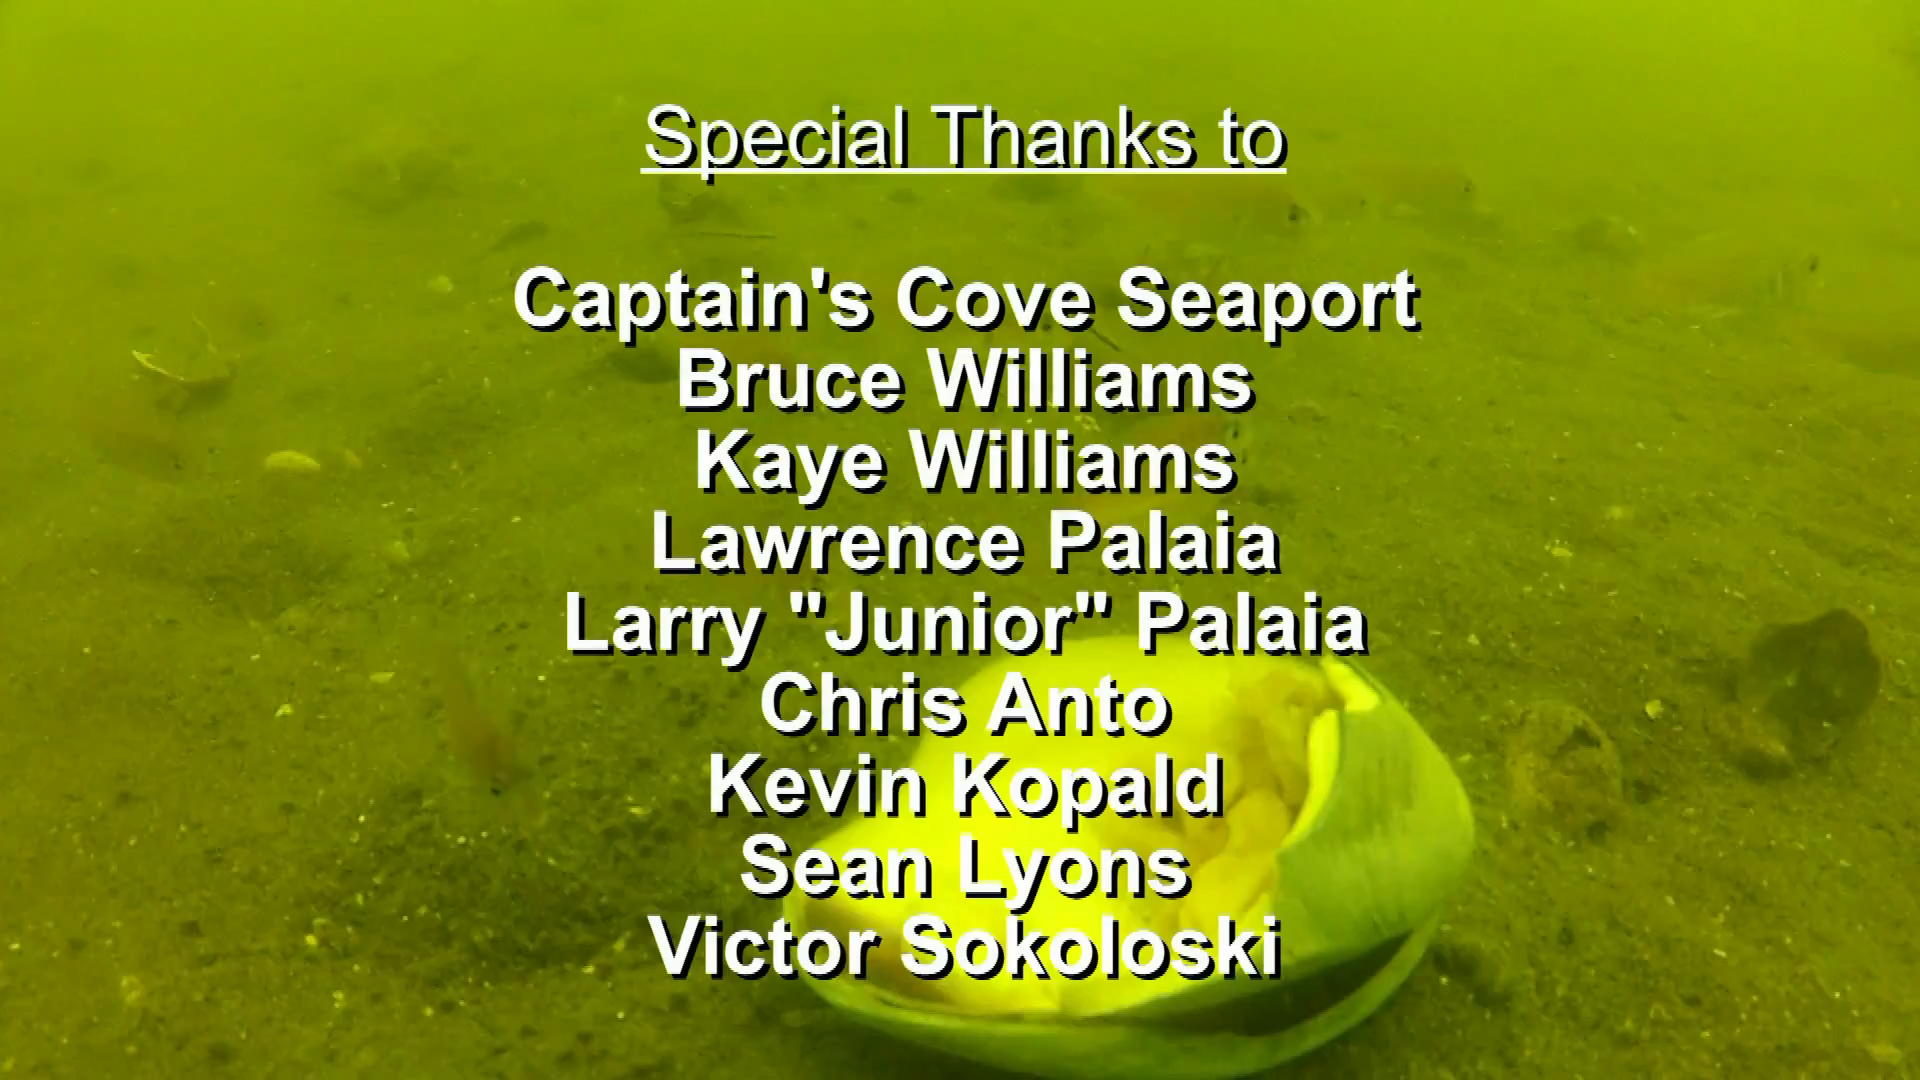 Special Thanks to
Captain's Cove Seaport
Bruce Williams
Kaye Williams
Lawrence Palaia
Larry "Junior" Palaia
Chris Anto
Kevin Kopald
Sean Lyons
Victor Sokoloski